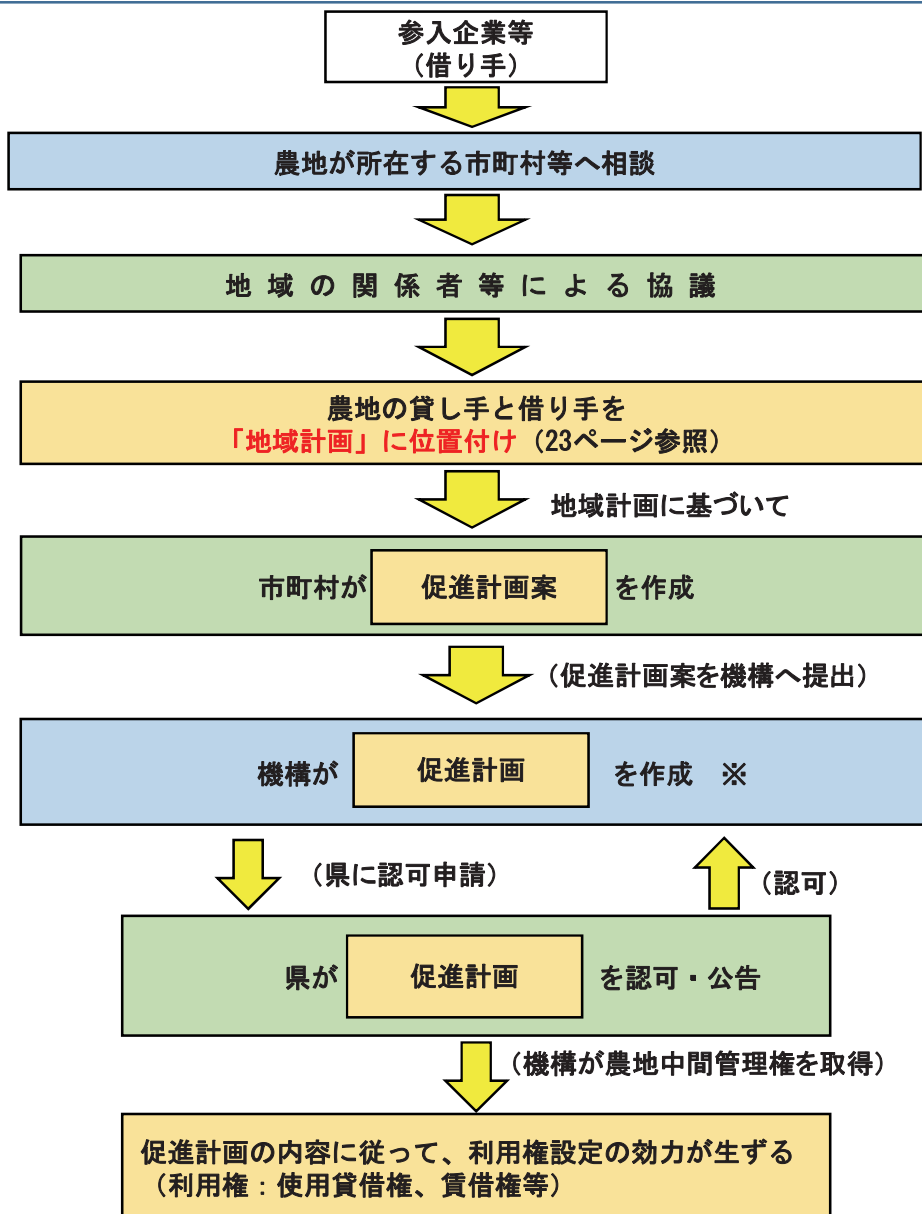 参入企業等
（借り手）
農地が所在する市町村等へ相談
地域の関係者等による協議
農地の貸し手と借り手を
「地域計画」に位置付け（23ページ参照）
地域計画に基づいて
市町村が 促進計画案 を作成
（促進計画案を機構へ提出）
機構が 促進計画 を作成　※
（県に認可申請）
（認可）
県が 促進計画 を認可・公告
（機構が農地中間管理権を取得）
促進計画の内容に従って、利用権設定の効力が生ずる
（利用権：使用貸借権、賃借権等）